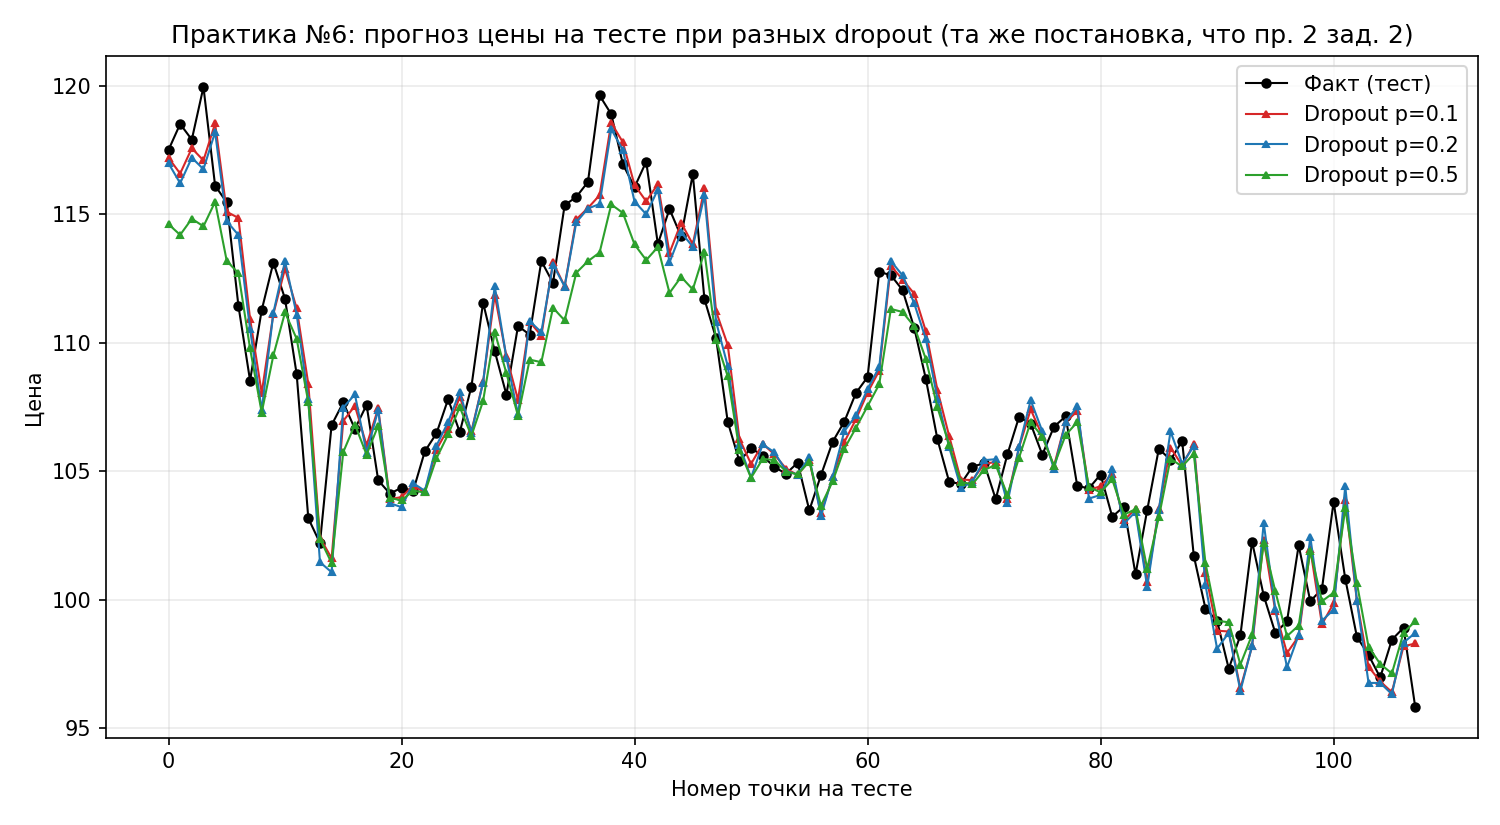 Практика №6: прогноз цены на тесте при разных dropout (та же постановка, что пр. 2 зад. 2)
Факт (тест)
Dropout p=0.1
Dropout p=0.2
Dropout p=0.5
Цена
120
115
110
105
100
95
0
20
40
60
80
100
Номер точки на тесте